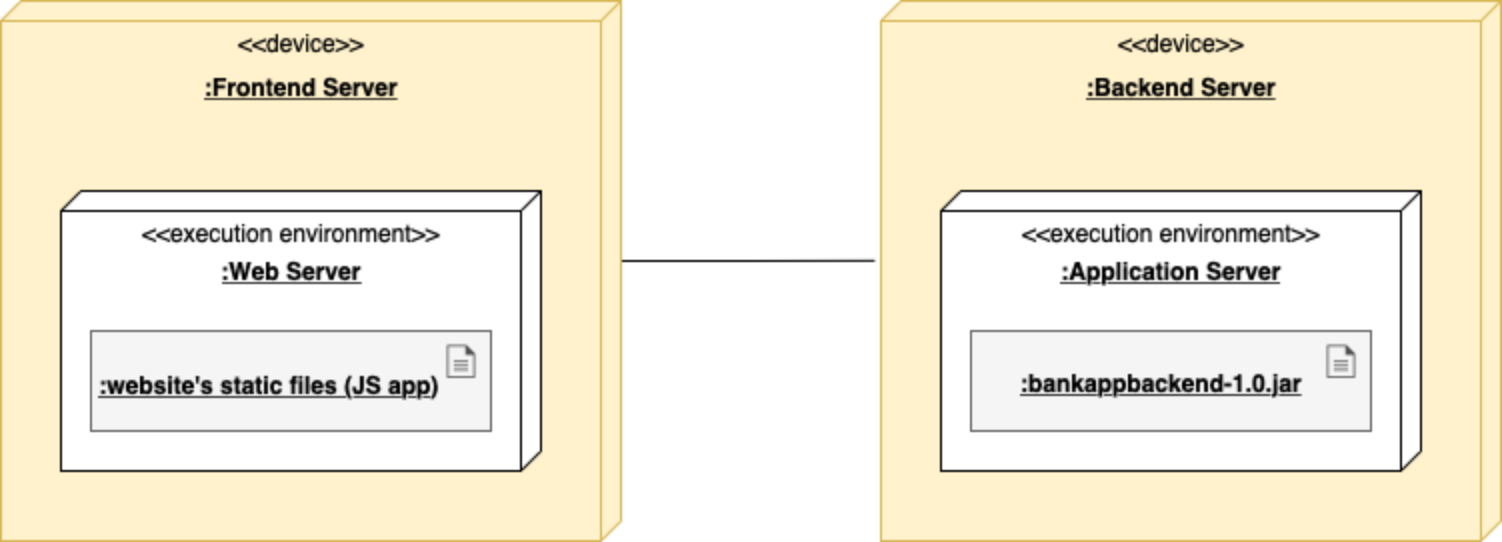 <<device>>
:Frontend Server
<<execution environment>>
:Web Server
:website's static files (JS app)
<<device>>
:Backend Server
<<execution environment>>
:Application Server
:bankappbackend-1.0.jar